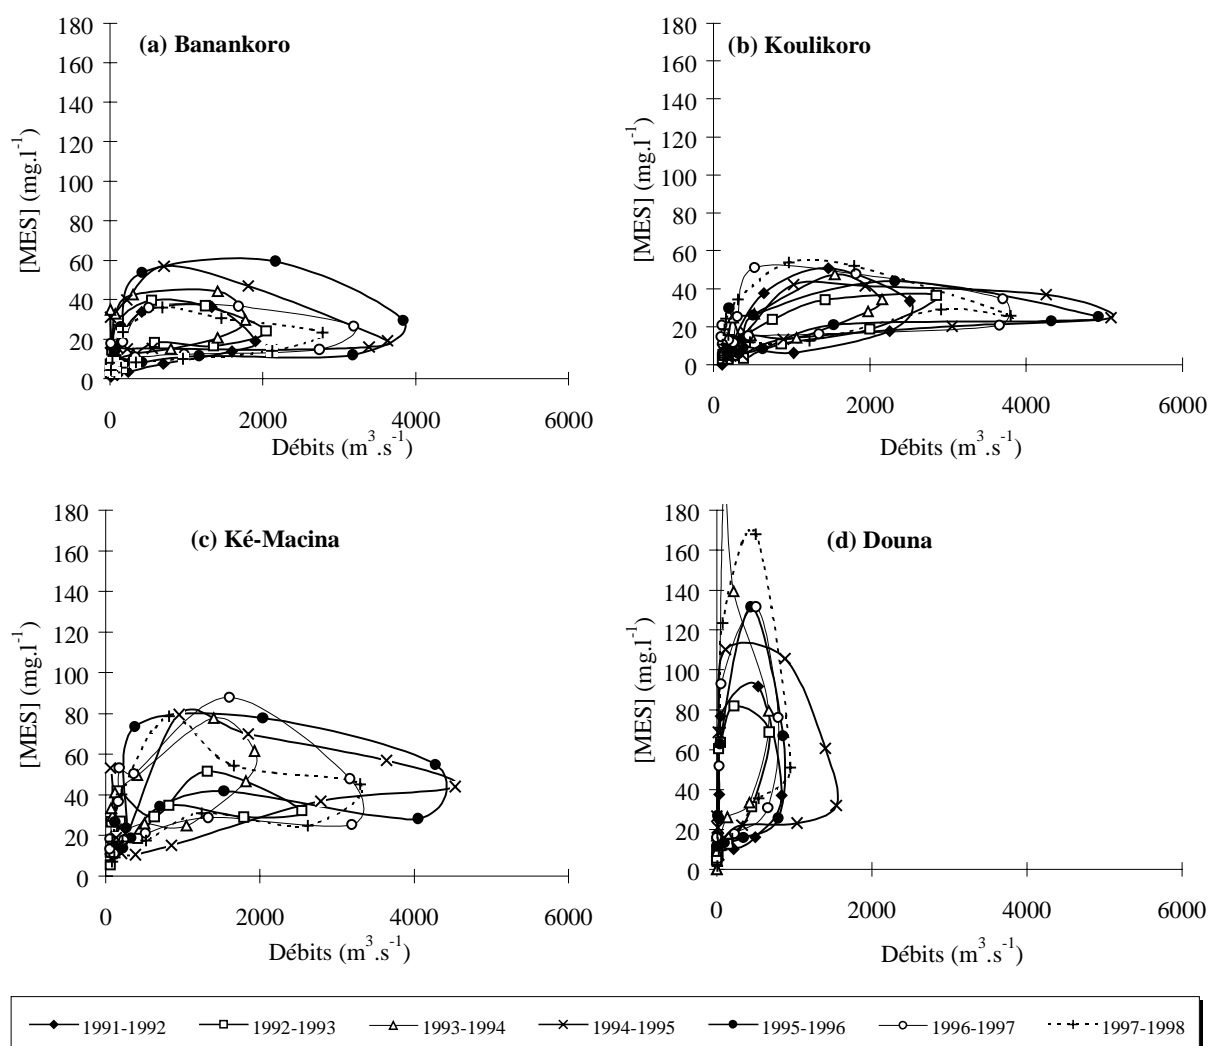 (a) Banankoro
[MES] (mg.l⁻¹)
180
160
140
120
100
80
60
40
20
0
0 2000 4000 6000
Débits (m³.s⁻¹)
(b) Koulikoro
[MES] (mg.l⁻¹)
180
160
140
120
100
80
60
40
20
0
0 2000 4000 6000
Débits (m³.s⁻¹)
(c) Ké-Macina
[MES] (mg.l⁻¹)
180
160
140
120
100
80
60
40
20
0
0 2000 4000 6000
Débits (m³.s⁻¹)
(d) Douna
[MES] (mg.l⁻¹)
180
160
140
120
100
80
60
40
20
0
0 2000 4000 6000
Débits (m³.s⁻¹)
1991-1992 1992-1993 1993-1994 1994-1995 1995-1996 1996-1997 1997-1998